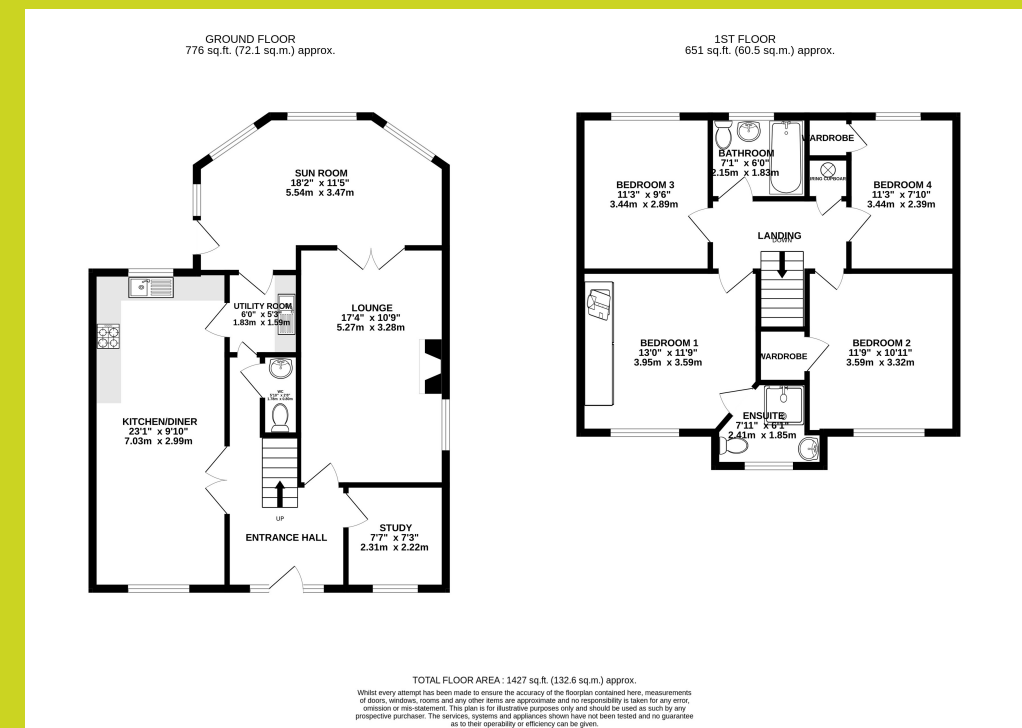 GROUND FLOOR
776 sq.ft. (72.1 sq.m.) approx.
1ST FLOOR
651 sq.ft. (60.5 sq.m.) approx.
SUN ROOM
18'2" x 11'5"
5.54m x 3.47m
UTILITY ROOM
6'0" x 5'3"
1.83m x 1.59m
LOUNGE
17'4" x 10'9"
5.27m x 3.28m
WC
KITCHEN/DINER
23'1" x 9'10"
7.03m x 2.99m
UP
ENTRANCE HALL
STUDY
7'7" x 7'3"
2.31m x 2.22m
BEDROOM 3
11'3" x 9'6"
3.44m x 2.89m
BATHROOM
7'1" x 6'0"
2.15m x 1.83m
WARDROBE
CUPBOARD
BEDROOM 4
11'3" x 7'10"
3.44m x 2.39m
LANDING
DOWN
BEDROOM 1
13'0" x 11'9"
3.95m x 3.59m
WARDROBE
BEDROOM 2
11'9" x 10'11"
3.59m x 3.32m
ENSUITE
7'11" x 6'1"
2.41m x 1.85m
TOTAL FLOOR AREA : 1427 sq.ft. (132.6 sq.m.) approx.
Whilst every attempt has been made to ensure the accuracy of the floorplan contained here, measurements
of doors, windows, rooms and any other items are approximate and no responsibility is taken for any error,
omission or mis-statement. This plan is for illustrative purposes only and should be used as such by any
prospective purchaser. The services, systems and appliances shown have not been tested and no guarantee
as to their operability or efficiency can be given.